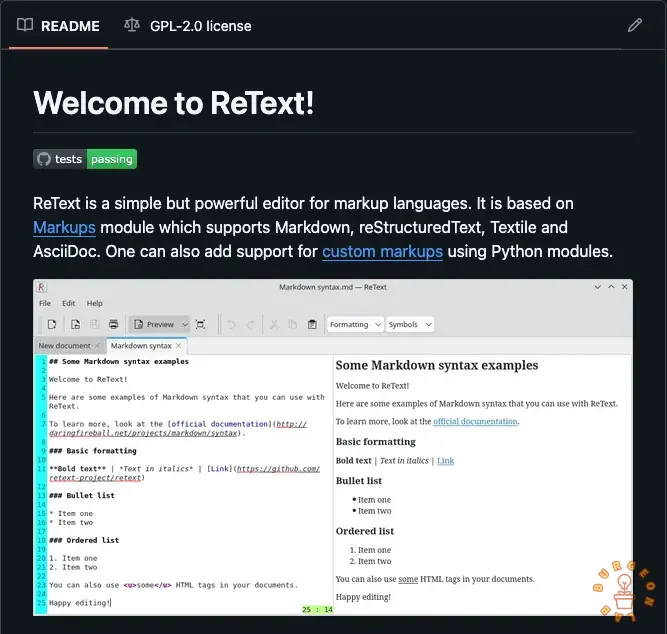 README GPL-2.0 license
Welcome to ReText!
tests passing
ReText is a simple but powerful editor for markup languages. It is based on
Markups module which supports Markdown, reStructuredText, Textile and
AsciiDoc. One can also add support for custom markups using Python modules.
Markdown syntax.md — ReText
File Edit Help
Preview Formatting Symbols
New document Markdown syntax
1 ## Some Markdown syntax examples
2
3 Welcome to ReText!
4
5 Here are some examples of Markdown syntax that you can use with
ReText.
6
7 To learn more, look at the [official documentation](http://
daringfireball.net/projects/markdown/syntax).
8
9 ### Basic formatting
10
11 **Bold text** | *Text in italics* | [Link](https://github.com/
retext-project/retext)
12
13 ### Bullet list
14
15 * Item one
16 * Item two
17
18 ### Ordered list
19
20 1. Item one
21 2. Item two
22
23 You can also use <u>some</u> HTML tags in your documents.
24
25 Happy editing!
25 : 14
Some Markdown syntax examples
Welcome to ReText!
Here are some examples of Markdown syntax that you can use with ReText.
To learn more, look at the official documentation.
Basic formatting
Bold text | Text in italics | Link
Bullet list
Item one
Item two
Ordered list
1. Item one
2. Item two
You can also use some HTML tags in your documents.
Happy editing!
BURGEON LAB